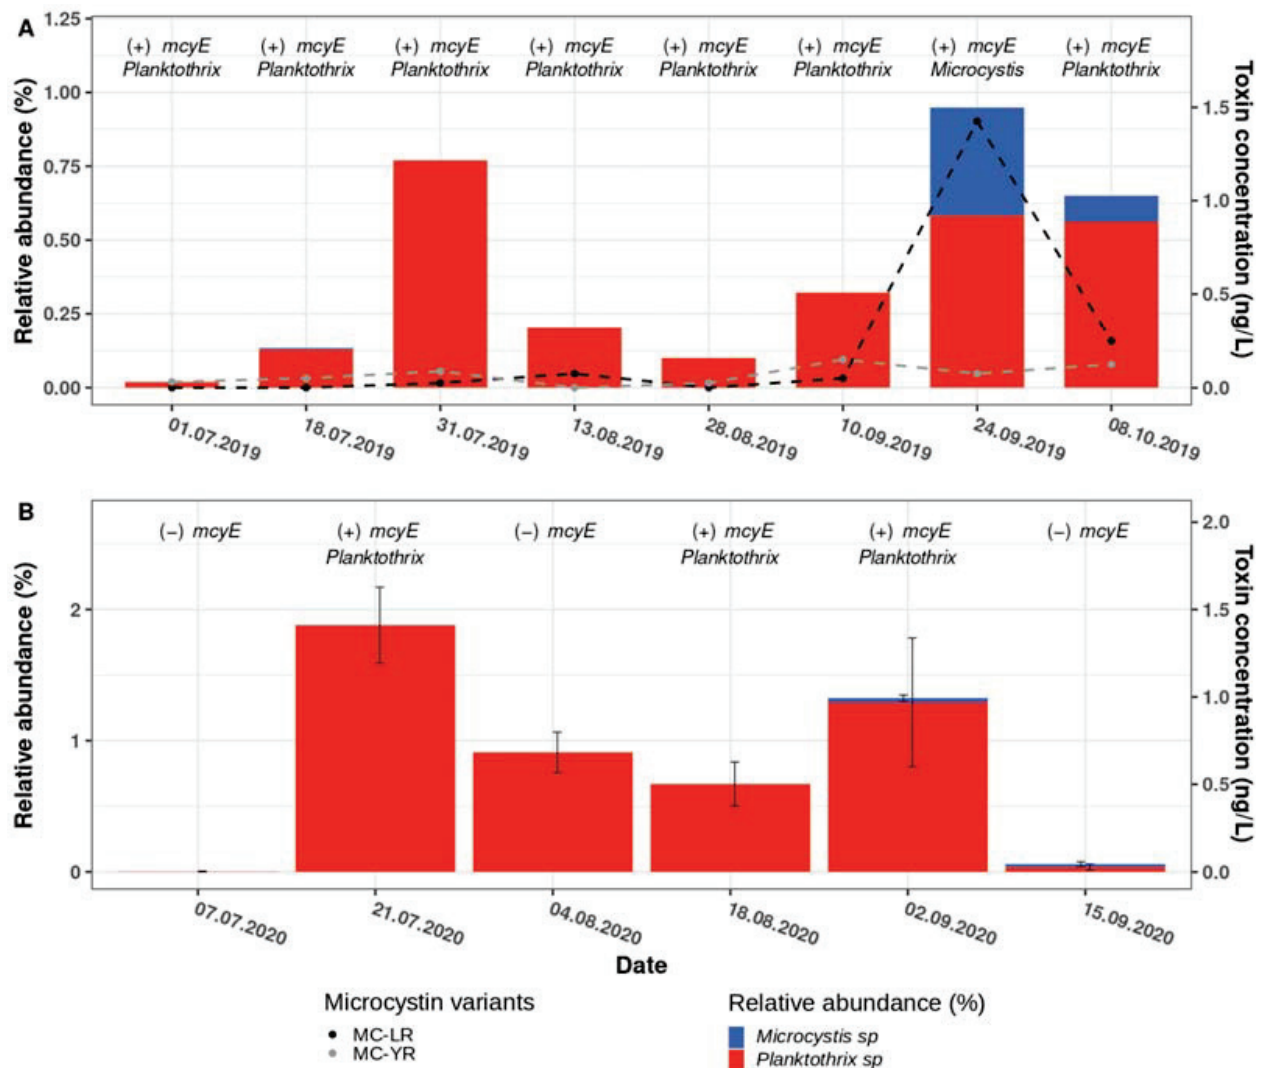 A
(+) mcyE (+) mcyE (+) mcyE (+) mcyE (+) mcyE (+) mcyE (+) mcyE (+) mcyE
Planktothrix Planktothrix Planktothrix Planktothrix Planktothrix Planktothrix Microcystis Planktothrix
Relative abundance (%)
1.25
1.00
0.75
0.50
0.25
0.00
Toxin concentration (ng/L)
1.5
1.0
0.5
0.0
01.07.2019 18.07.2019 31.07.2019 13.08.2019 28.08.2019 10.09.2019 24.09.2019 08.10.2019
B
(−) mcyE (+) mcyE (−) mcyE (+) mcyE (+) mcyE (−) mcyE
Planktothrix Planktothrix Planktothrix
Relative abundance (%)
2
1
0
Toxin concentration (ng/L)
2.0
1.5
1.0
0.5
0.0
07.07.2020 21.07.2020 04.08.2020 18.08.2020 02.09.2020 15.09.2020
Date
Microcystin variants
MC-LR
MC-YR
Relative abundance (%)
Microcystis sp
Planktothrix sp